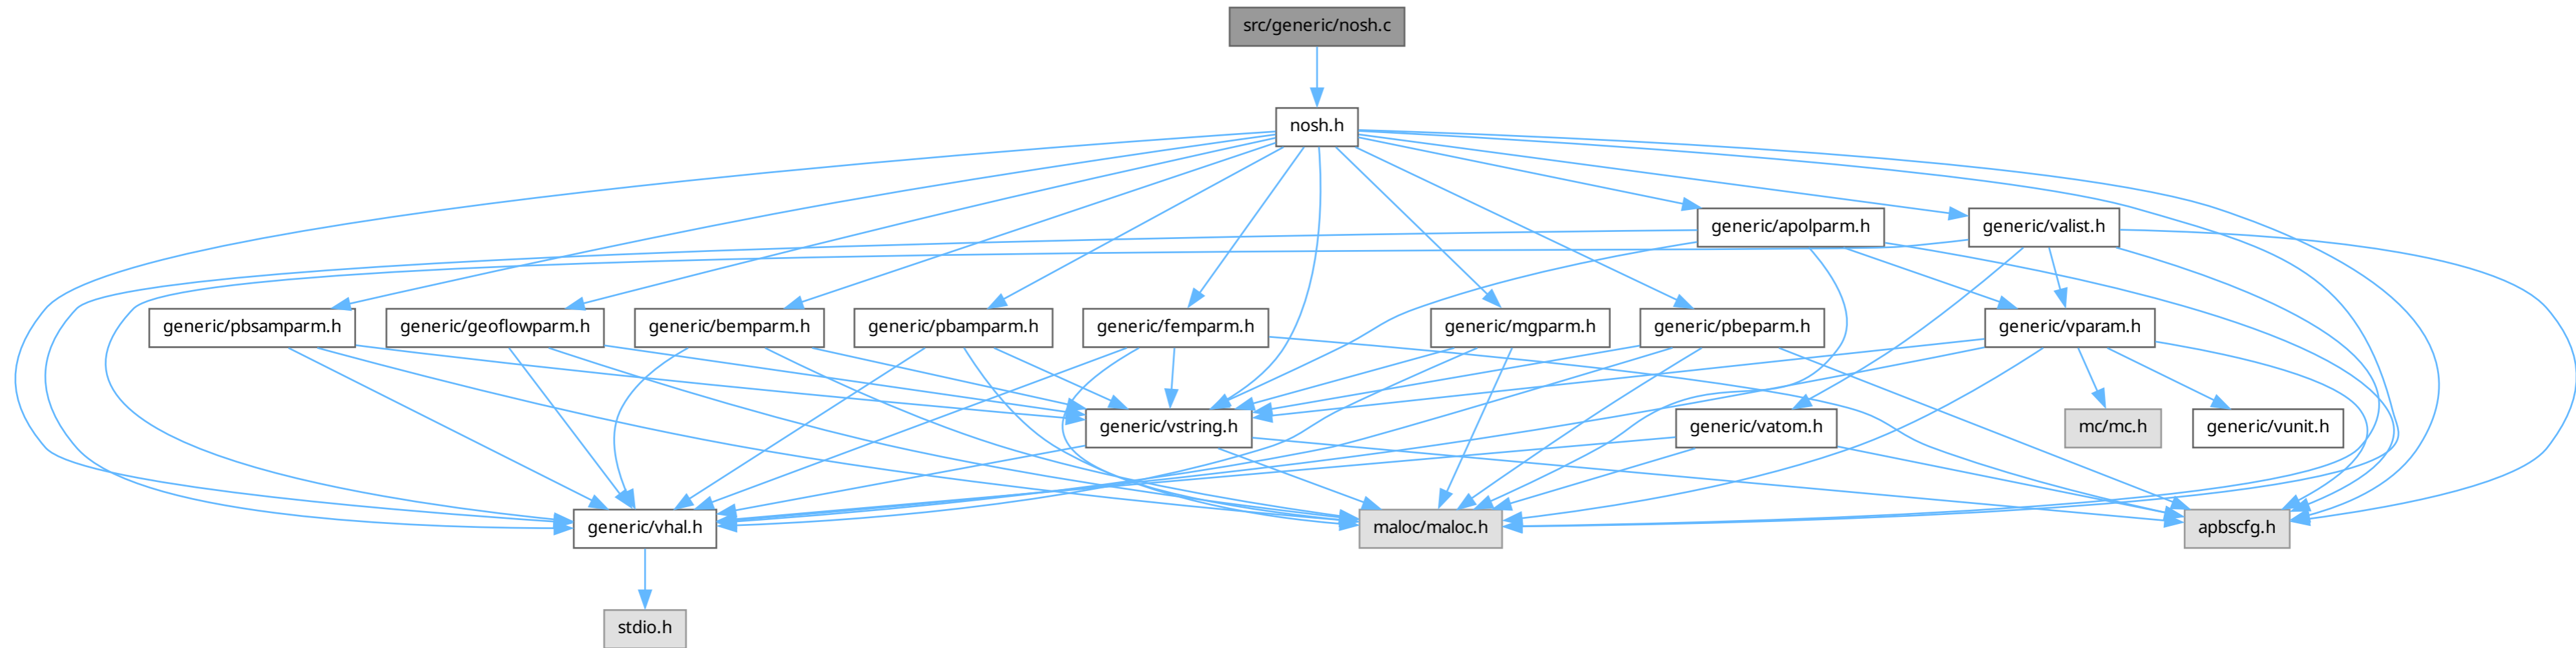 src/generic/nosh.c
nosh.h
generic/apolparm.h
generic/valist.h
generic/pbsamparm.h
generic/geoflowparm.h
generic/bemparm.h
generic/pbamparm.h
generic/femparm.h
generic/mgparm.h
generic/pbeparm.h
generic/vparam.h
generic/vstring.h
generic/vatom.h
mc/mc.h
generic/vunit.h
generic/vhal.h
maloc/maloc.h
apbscfg.h
stdio.h